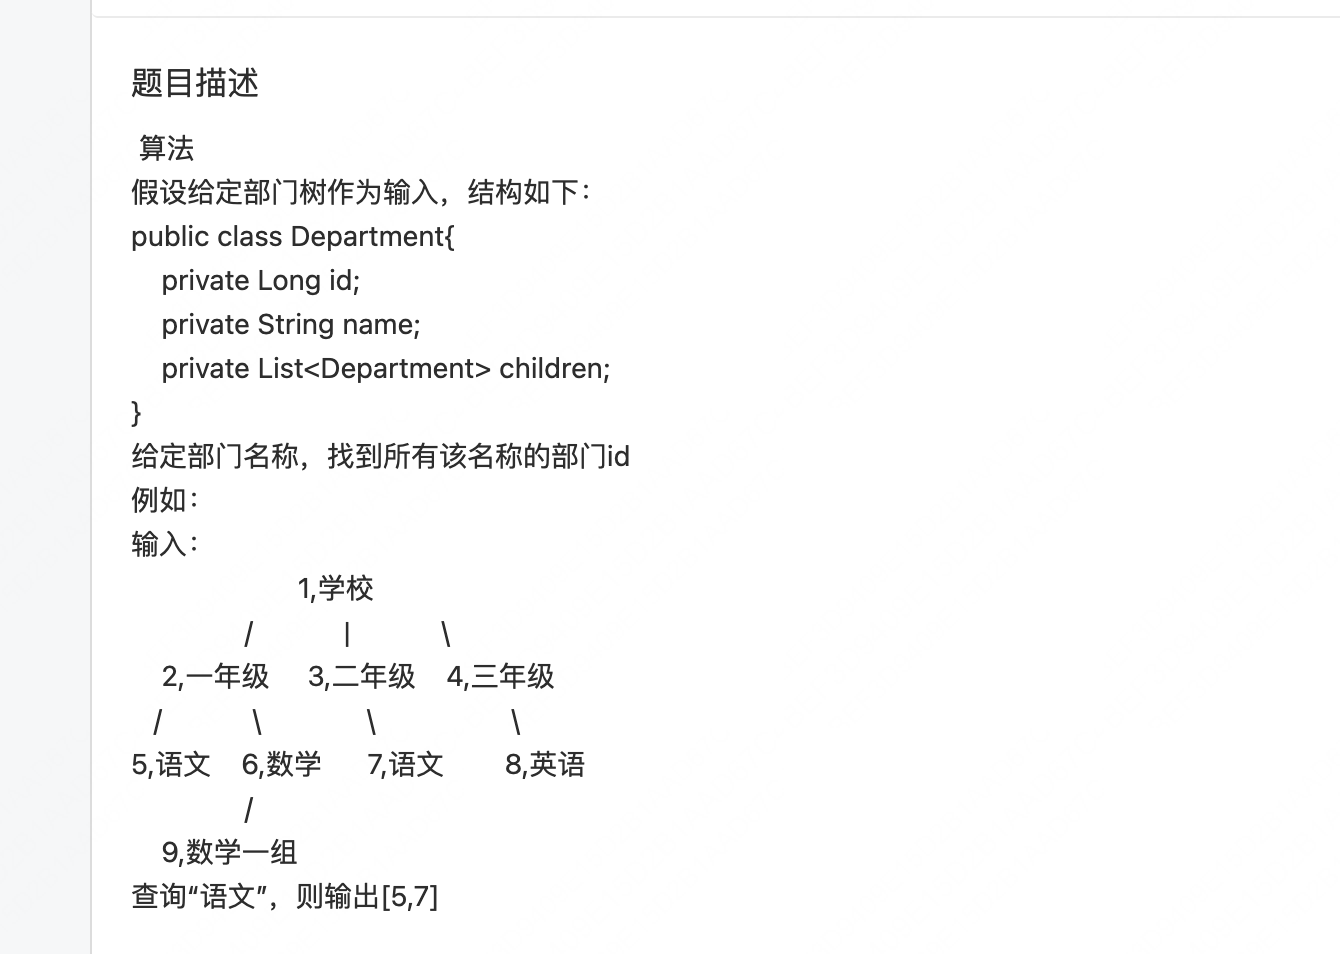 题目描述
算法
假设给定部门树作为输入，结构如下：
public class Department{
    private Long id;
    private String name;
    private List<Department> children;
}
给定部门名称，找到所有该名称的部门id
例如：
输入：
                      1,学校
               /            |            \
    2,一年级     3,二年级    4,三年级
   /            \              \                  \
5,语文    6,数学      7,语文        8,英语
               /
    9,数学一组
查询“语文”，则输出[5,7]